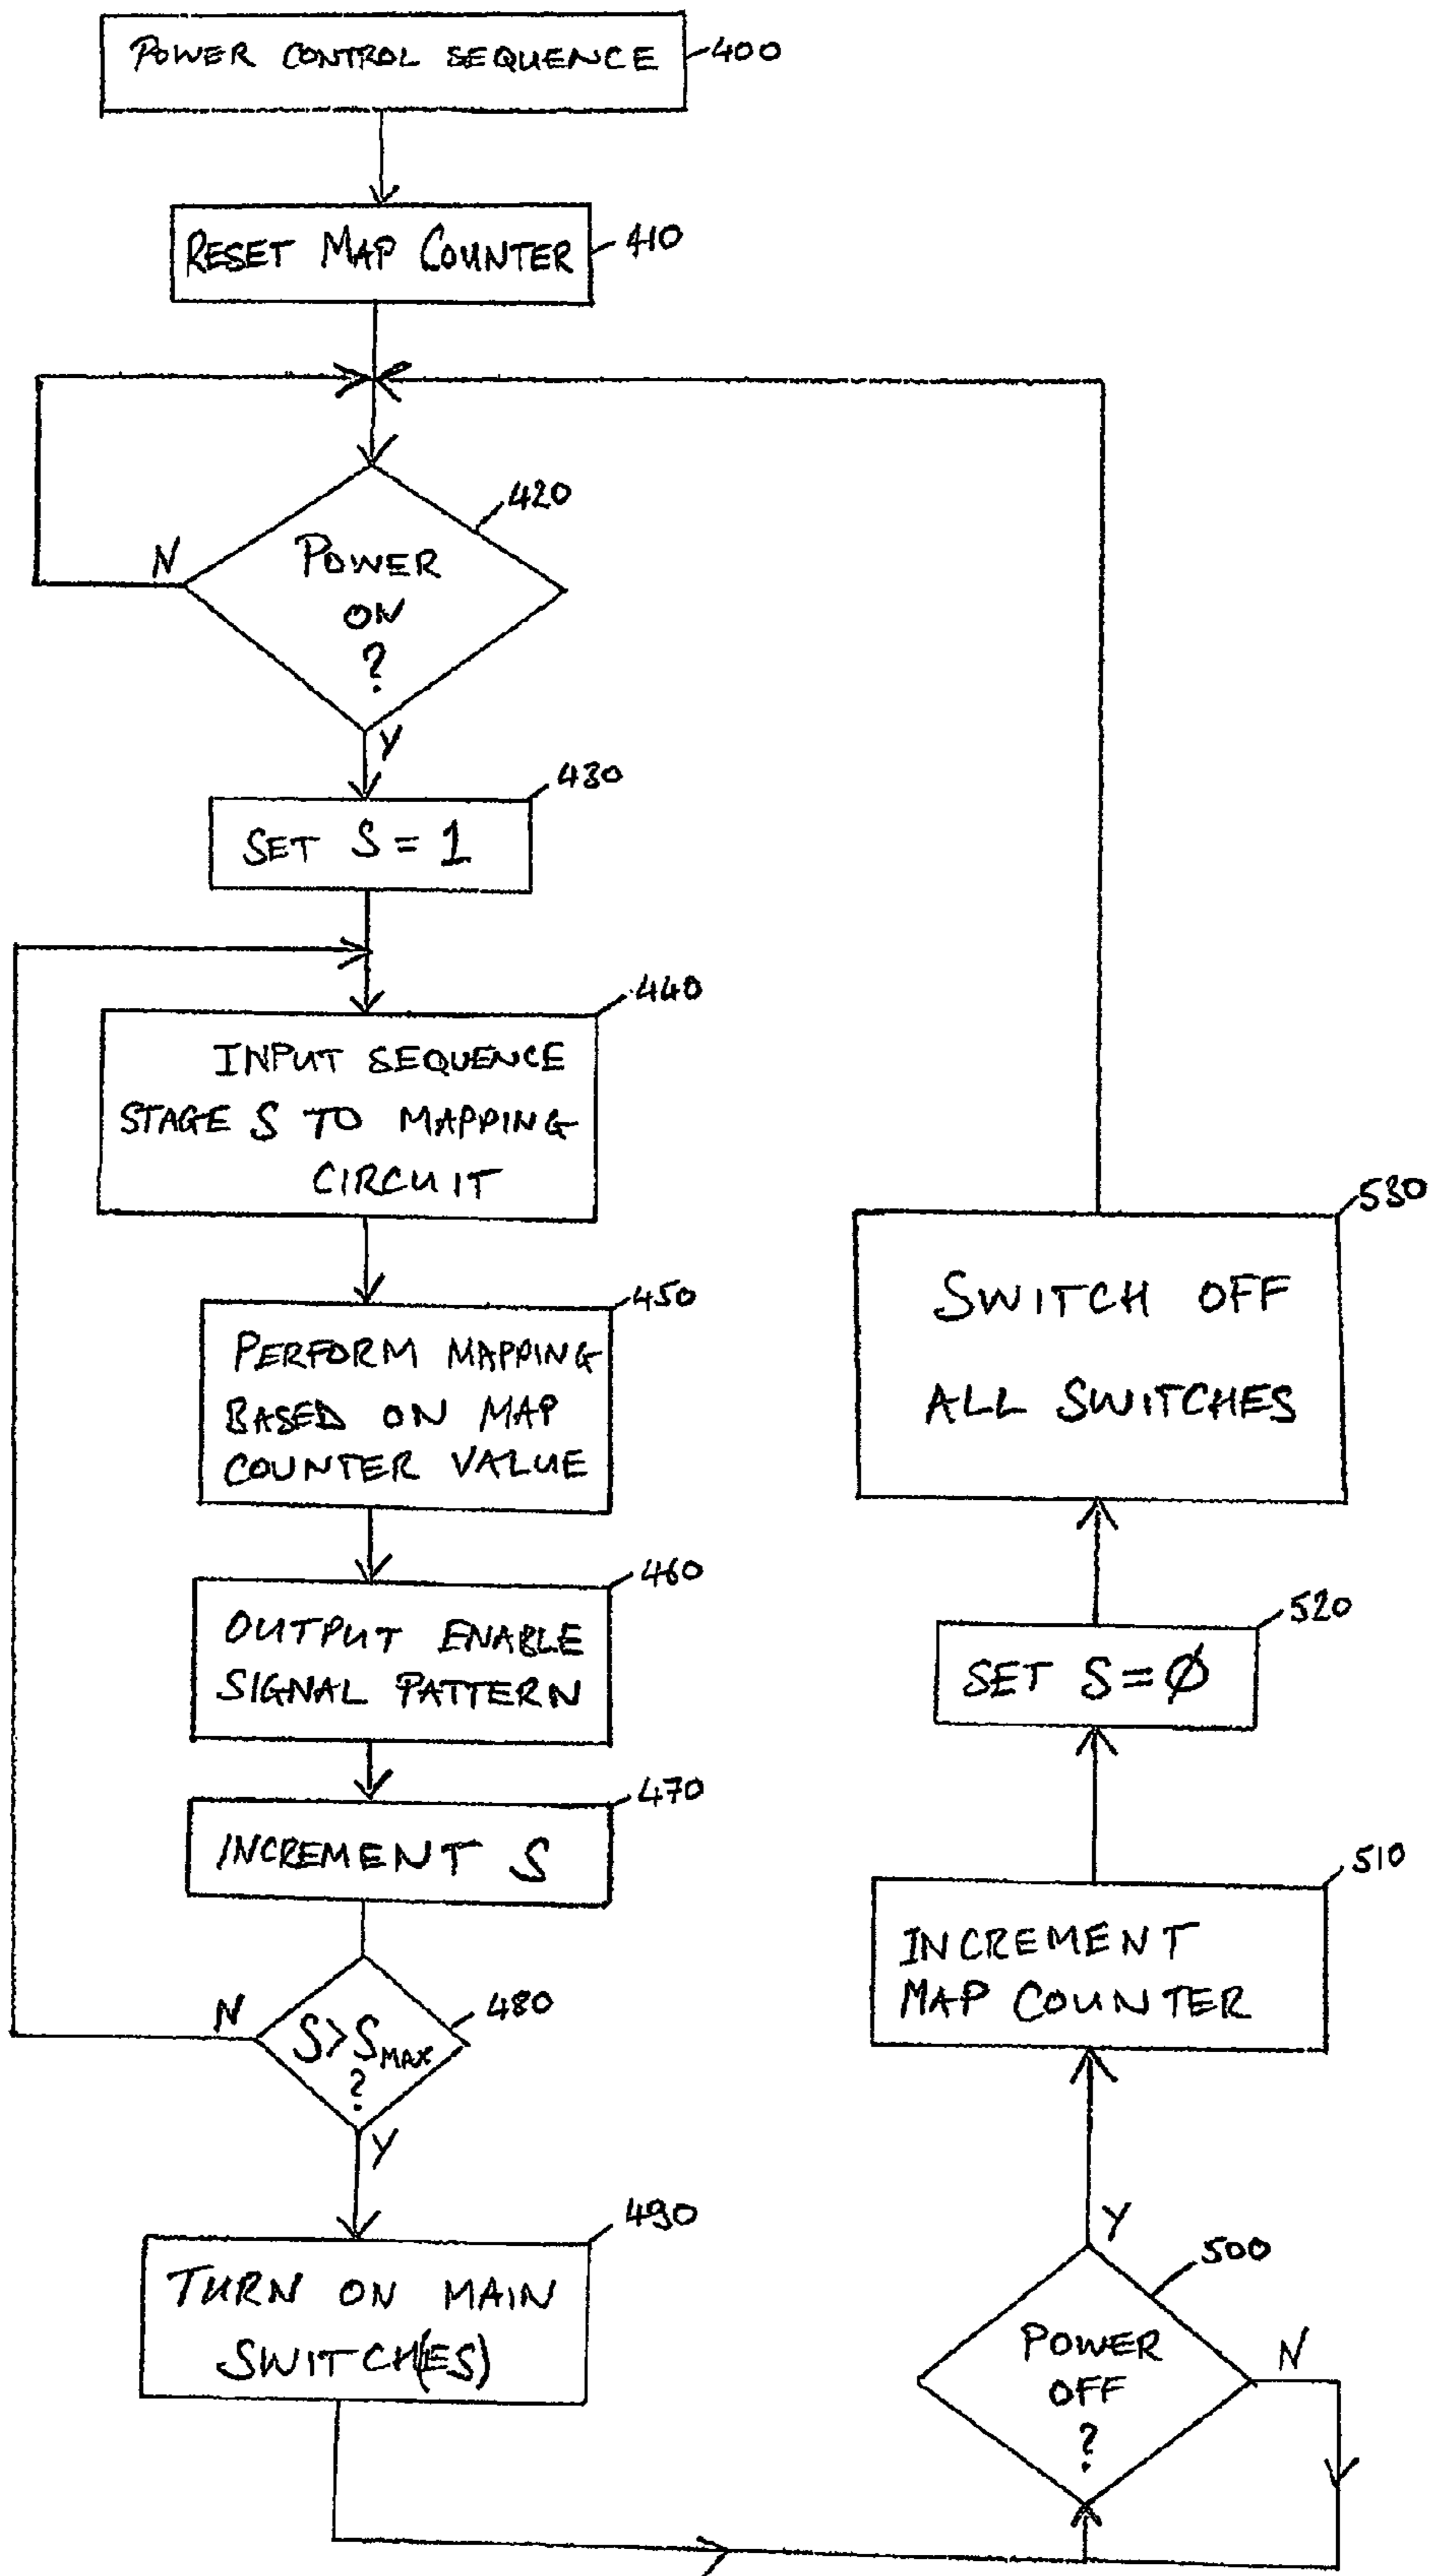 POWER CONTROL SEQUENCE
400
RESET MAP COUNTER
410
420
N
POWER
ON
?
Y
430
SET S = 1
440
INPUT SEQUENCE
STAGE S TO MAPPING
CIRCUIT
450
PERFORM MAPPING
BASED ON MAP
COUNTER VALUE
460
OUTPUT ENABLE
SIGNAL PATTERN
470
INCREMENT S
480
N
S>SMAX
?
Y
490
TURN ON MAIN
SWITCH(ES)
500
Y
POWER
OFF
?
N
510
INCREMENT
MAP COUNTER
520
SET S=Ø
530
SWITCH OFF
ALL SWITCHES